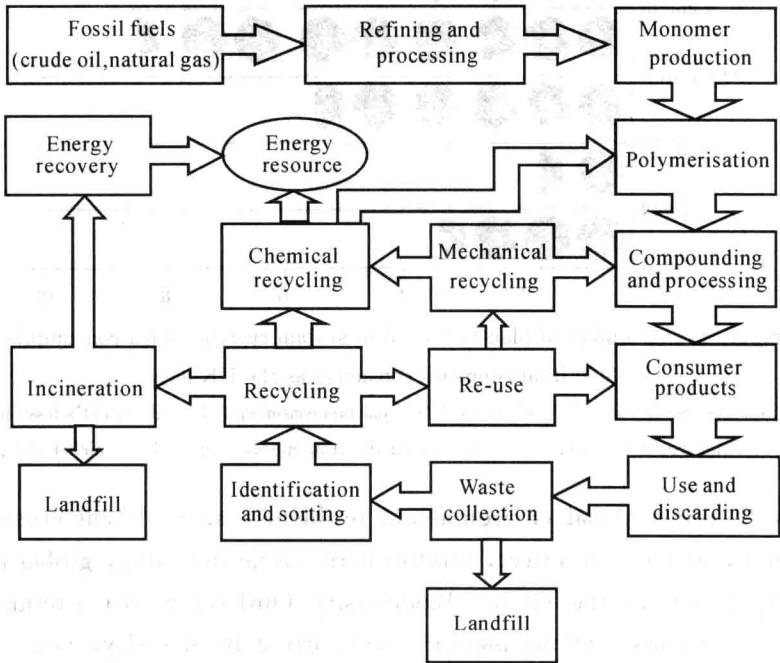 Fossil fuels
(crude oil,natural gas)
Refining and
processing
Monomer
production
Energy
recovery
Energy
resource
Polymerisation
Chemical
recycling
Mechanical
recycling
Compounding
and processing
Incineration
Recycling
Re-use
Consumer
products
Landfill
Identification
and sorting
Waste
collection
Use and
discarding
Landfill